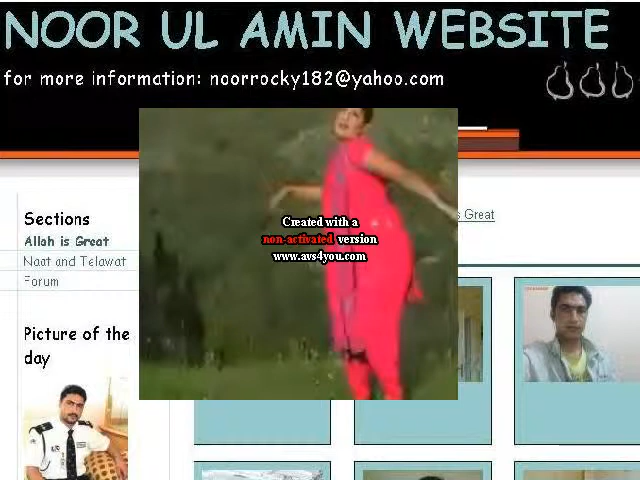 NOOR UL AMIN WEBSITE
for more information: noorrocky182@yahoo.com
Created with a
non-activated version
www.avs4you.com
s Great
Sections
Allah is Great
Naat and Telawat
Forum
Picture of the
day